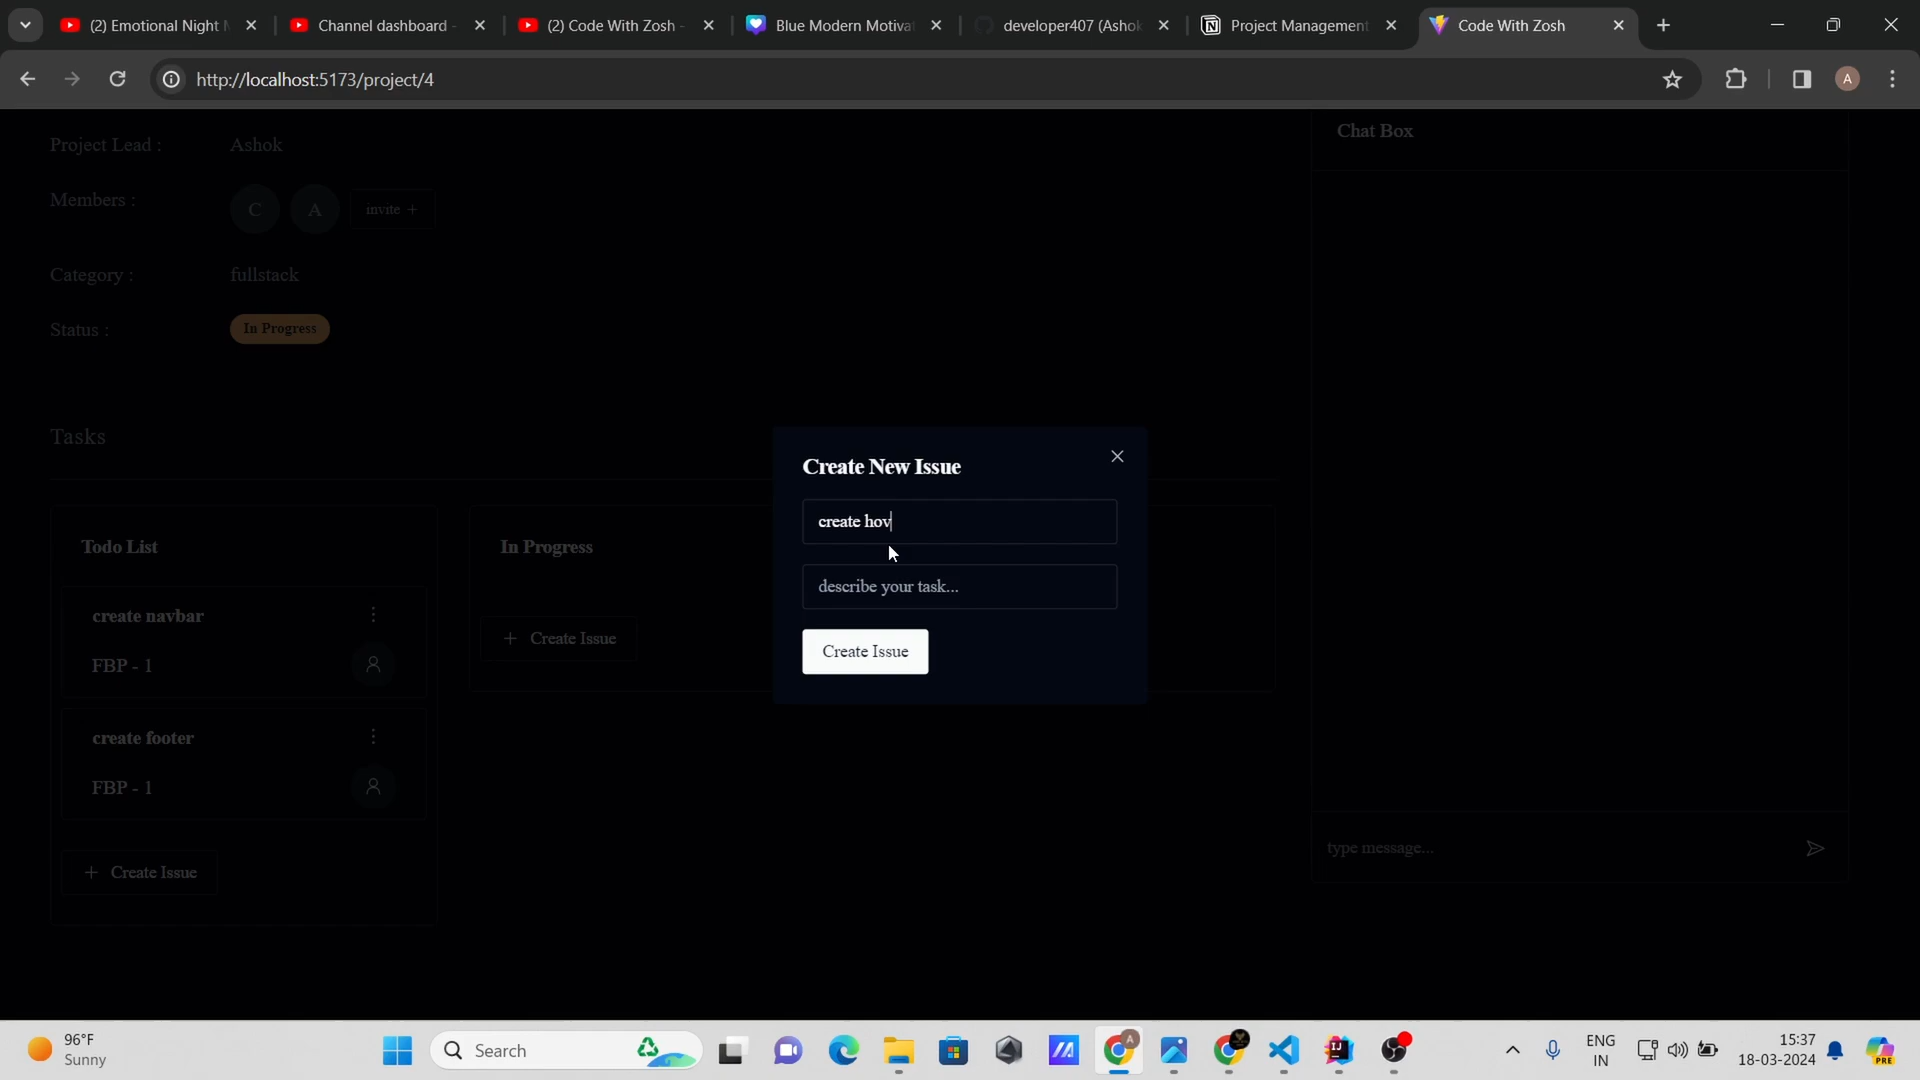 (2) Emotional Night M
Channel dashboard -
(2) Code With Zosh -
Blue Modern Motivat
developer407 (Ashok
Project Management
Code With Zosh
http://localhost:5173/project/4
A
Project Lead :
Ashok
Members :
C
A
invite +
Category :
fullstack
Status :
In Progress
Tasks
Todo List
create navbar
FBP - 1
create footer
FBP - 1
+ Create Issue
In Progress
+ Create Issue
Create New Issue
create hov
describe your task...
Create Issue
Chat Box
type message...
96°F
Sunny
Search
A
ENG
IN
15:37
18-03-2024
PRE